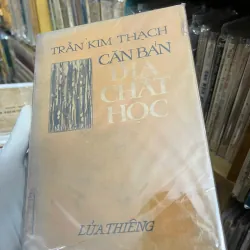 TRẦN KIM THẠCH
CĂN BẢN
ĐỊA
CHẤT
HỌC
LỬA THIÊNG